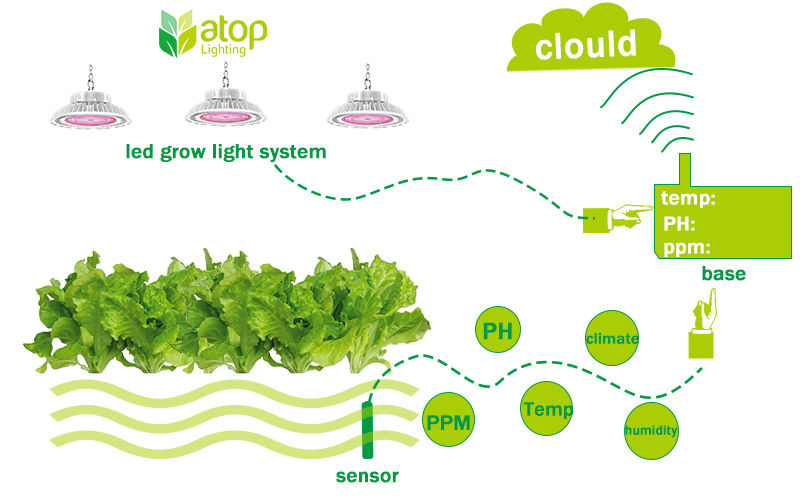 atop
Lighting
clould
led grow light system
temp:
PH:
ppm:
base
PH
climate
PPM
Temp
humidity
sensor